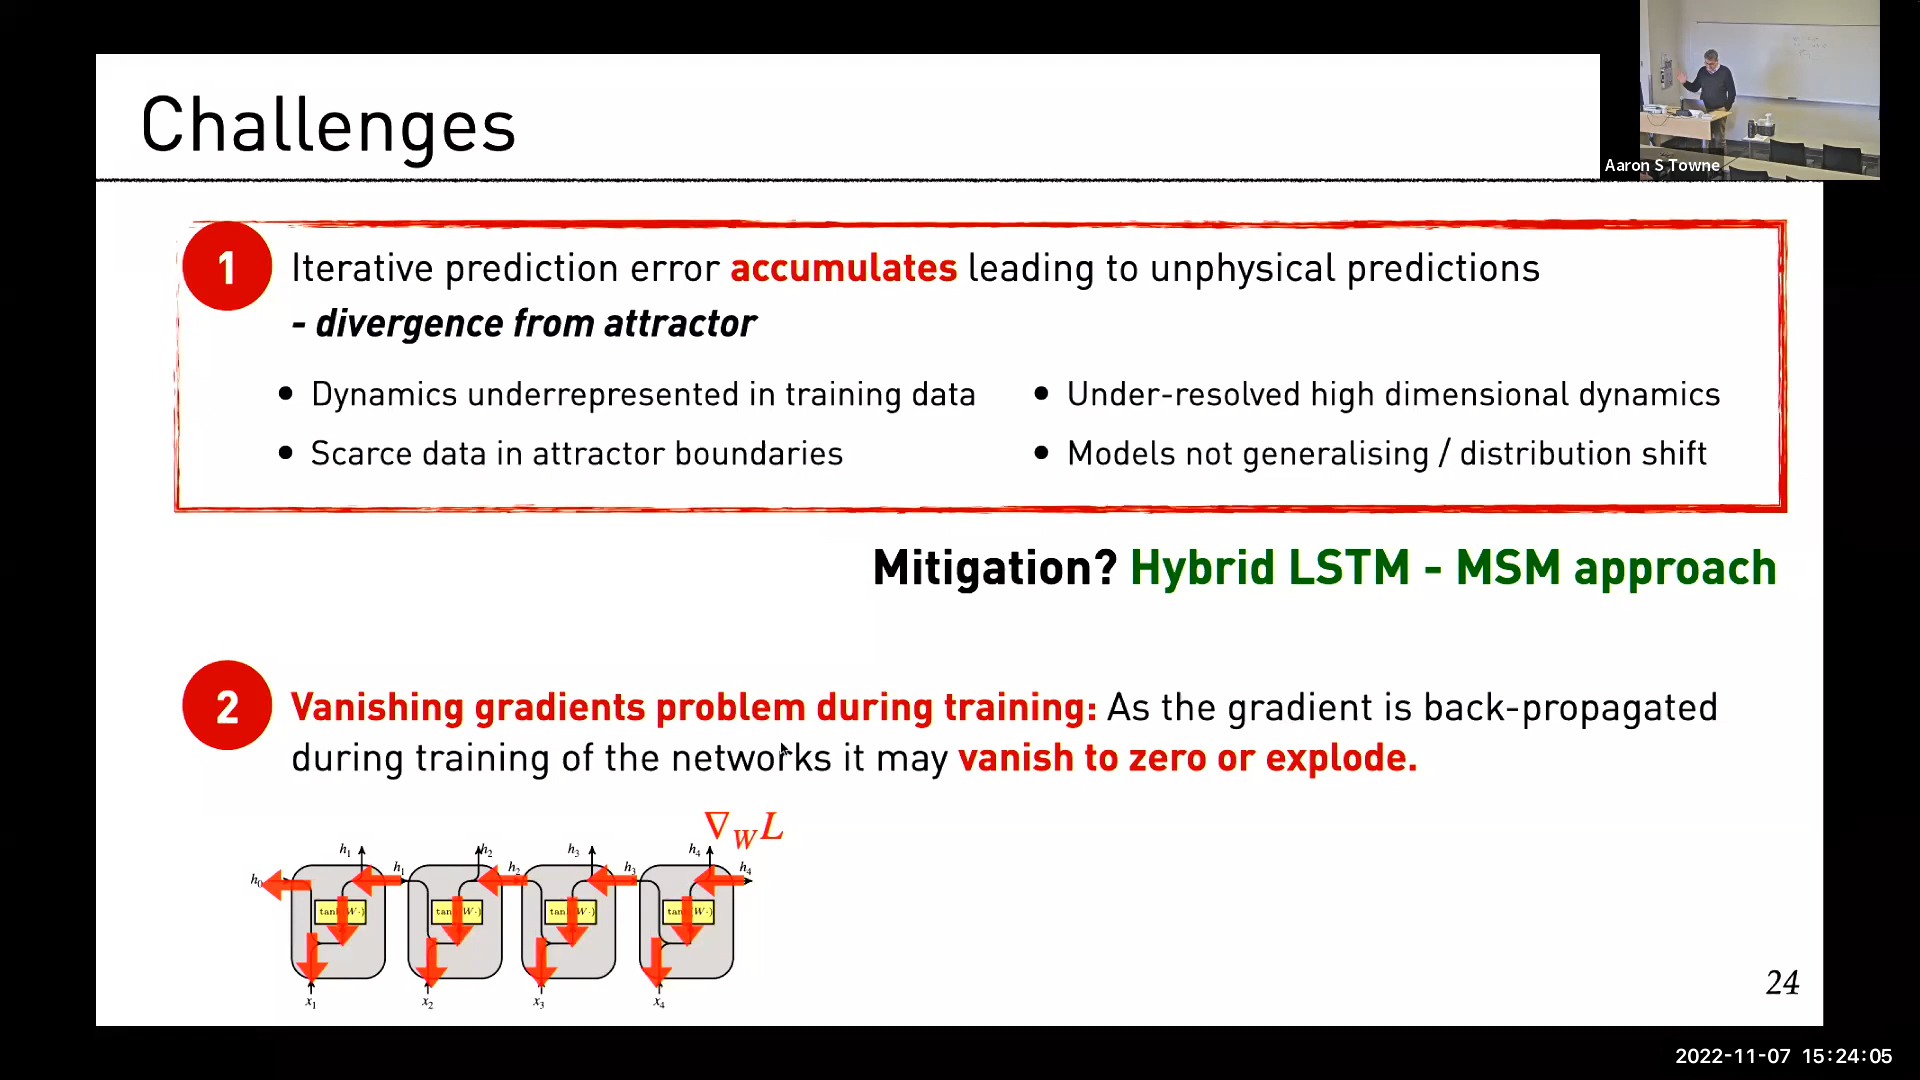 Challenges
Aaron S Towne
1
Iterative prediction error accumulates leading to unphysical predictions
- divergence from attractor
• Dynamics underrepresented in training data
• Under-resolved high dimensional dynamics
• Scarce data in attractor boundaries
• Models not generalising / distribution shift
Mitigation? Hybrid LSTM - MSM approach
2
Vanishing gradients problem during training: As the gradient is back-propagated
during training of the networks it may vanish to zero or explode.
∇_W L
h₁ h₂ h₃ h₄
h₀ h₁ h₂ h₃ h₄
x₁ x₂ x₃ x₄
24
2022-11-07 15:24:05